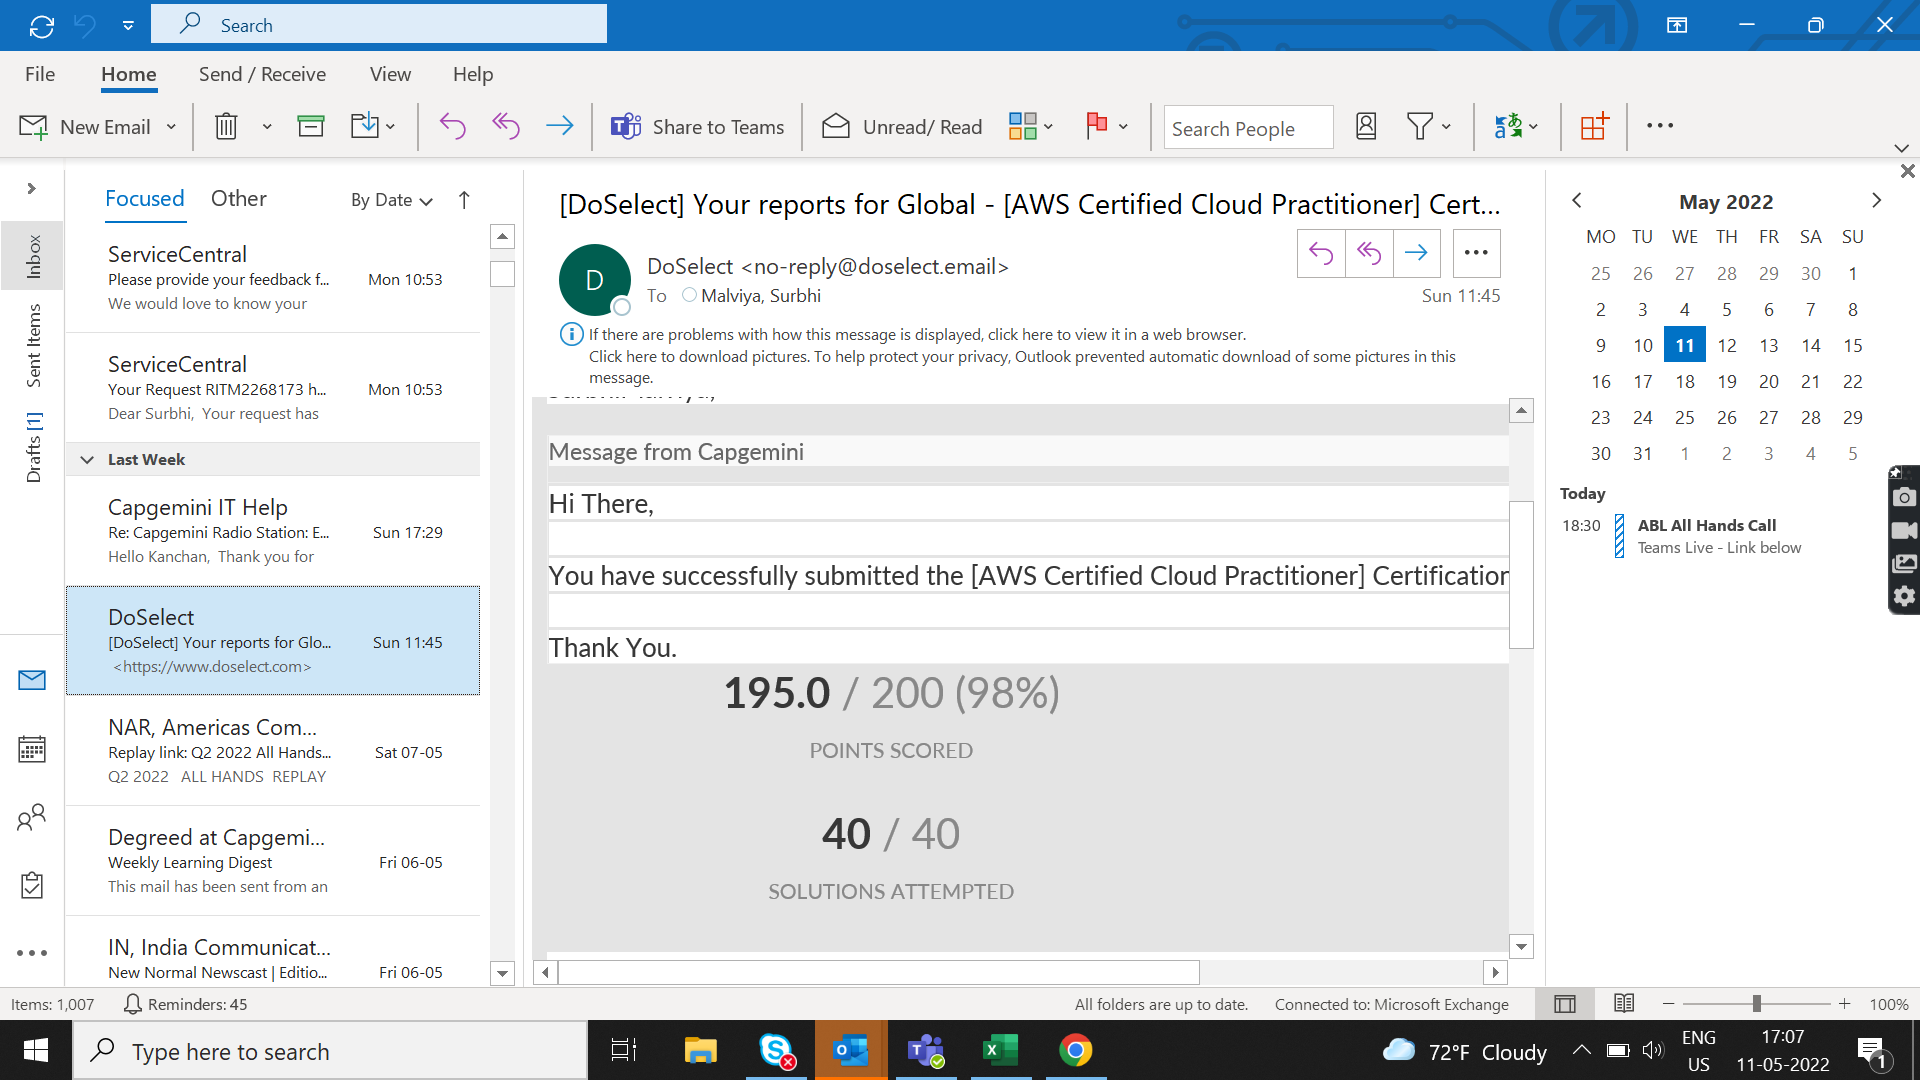 Search
File Home Send / Receive View Help
New Email
Share to Teams
Unread/ Read
Search People
Focused Other By Date
Inbox
Sent Items
Drafts [1]
ServiceCentral
Please provide your feedback f... Mon 10:53
We would love to know your
ServiceCentral
Your Request RITM2268173 h... Mon 10:53
Dear Surbhi, Your request has
Last Week
Capgemini IT Help
Re: Capgemini Radio Station: E... Sun 17:29
Hello Kanchan, Thank you for
DoSelect
[DoSelect] Your reports for Glo... Sun 11:45
<https://www.doselect.com>
NAR, Americas Com...
Replay link: Q2 2022 All Hands... Sat 07-05
Q2 2022 ALL HANDS REPLAY
Degreed at Capgemi...
Weekly Learning Digest Fri 06-05
This mail has been sent from an
IN, India Communicat...
New Normal Newscast | Editio... Fri 06-05
[DoSelect] Your reports for Global - [AWS Certified Cloud Practitioner] Cert...
D
DoSelect <no-reply@doselect.email>
To Malviya, Surbhi
Sun 11:45
If there are problems with how this message is displayed, click here to view it in a web browser.
Click here to download pictures. To help protect your privacy, Outlook prevented automatic download of some pictures in this
message.
Message from Capgemini
Hi There,
You have successfully submitted the [AWS Certified Cloud Practitioner] Certification
Thank You.
195.0 / 200 (98%)
POINTS SCORED
40 / 40
SOLUTIONS ATTEMPTED
May 2022
MO TU WE TH FR SA SU
25 26 27 28 29 30 1
2 3 4 5 6 7 8
9 10 11 12 13 14 15
16 17 18 19 20 21 22
23 24 25 26 27 28 29
30 31 1 2 3 4 5
Today
18:30 ABL All Hands Call
Teams Live - Link below
Items: 1,007 Reminders: 45
All folders are up to date. Connected to: Microsoft Exchange
100%
Type here to search
72°F Cloudy
ENG
US
17:07
11-05-2022
1